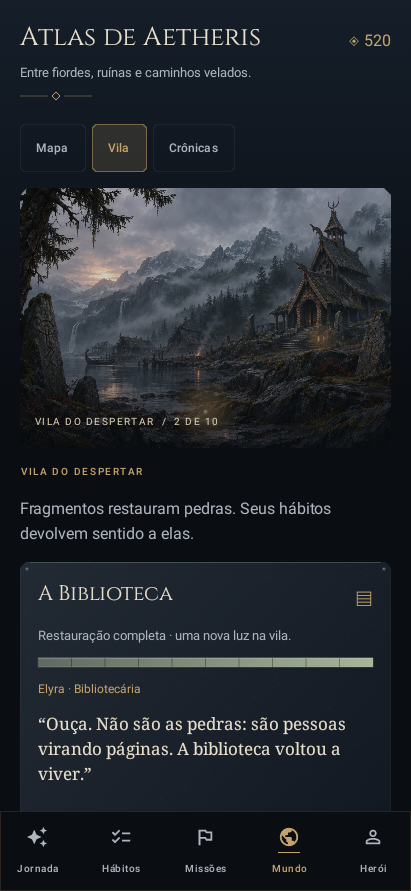 Atlas de Aetheris
520
Entre fiordes, ruínas e caminhos velados.
Mapa
Vila
Crônicas
VILA DO DESPERTAR / 2 DE 10
VILA DO DESPERTAR
Fragmentos restauram pedras. Seus hábitos
devolvem sentido a elas.
A Biblioteca
Restauração completa · uma nova luz na vila.
Elyra · Bibliotecária
“Ouça. Não são as pedras: são pessoas
virando páginas. A biblioteca voltou a
viver.”
Jornada
Hábitos
Missões
Mundo
Herói